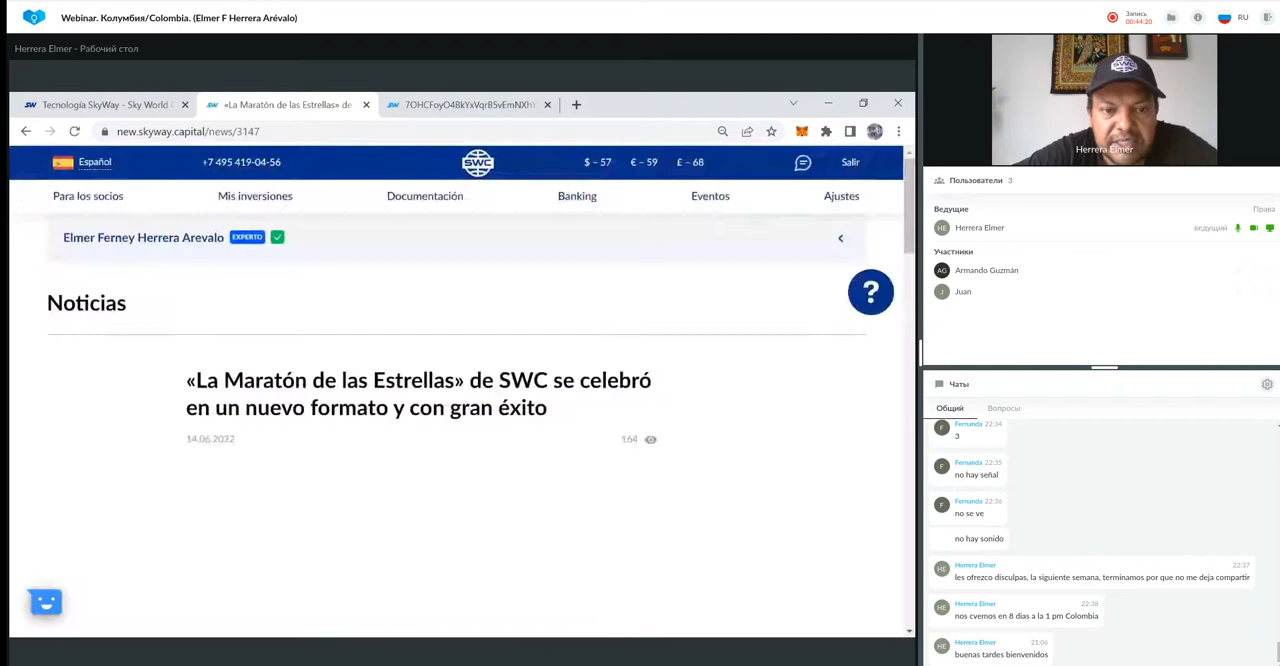 Webinar. Колумбия/Colombia. (Elmer F Herrera Arévalo)
Запись
00:44:20
RU
Herrera Elmer - Рабочий стол
Tecnología SkyWay - Sky World
«La Maratón de las Estrellas» de
new.skyway.capital/news/3147
Español
+7 495 419-04-56
SWC
$ – 57
€ – 59
£ – 68
Salir
Para los socios
Mis inversiones
Documentación
Banking
Eventos
Ajustes
Elmer Ferney Herrera Arevalo
EXPERTO
?
Noticias
«La Maratón de las Estrellas» de SWC se celebró
en un nuevo formato y con gran éxito
14.06.2022
164
SWC
Herrera Elmer
Пользователи 3
Ведущие
Права
HE
Herrera Elmer
ведущий
Участники
AG
Armando Guzmán
J
Juan
Чаты
Общий
Вопросы
F
Fernanda 22:34
3
F
Fernanda 22:35
no hay señal
F
Fernanda 22:36
no se ve
no hay sonido
HE
Herrera Elmer
22:37
les ofrezco disculpas, la siguiente semana, terminamos por que no me deja compartir
HE
Herrera Elmer
22:38
nos cvemos en 8 dias a la 1 pm Colombia
HE
Herrera Elmer
21:06
buenas tardes bienvenidos